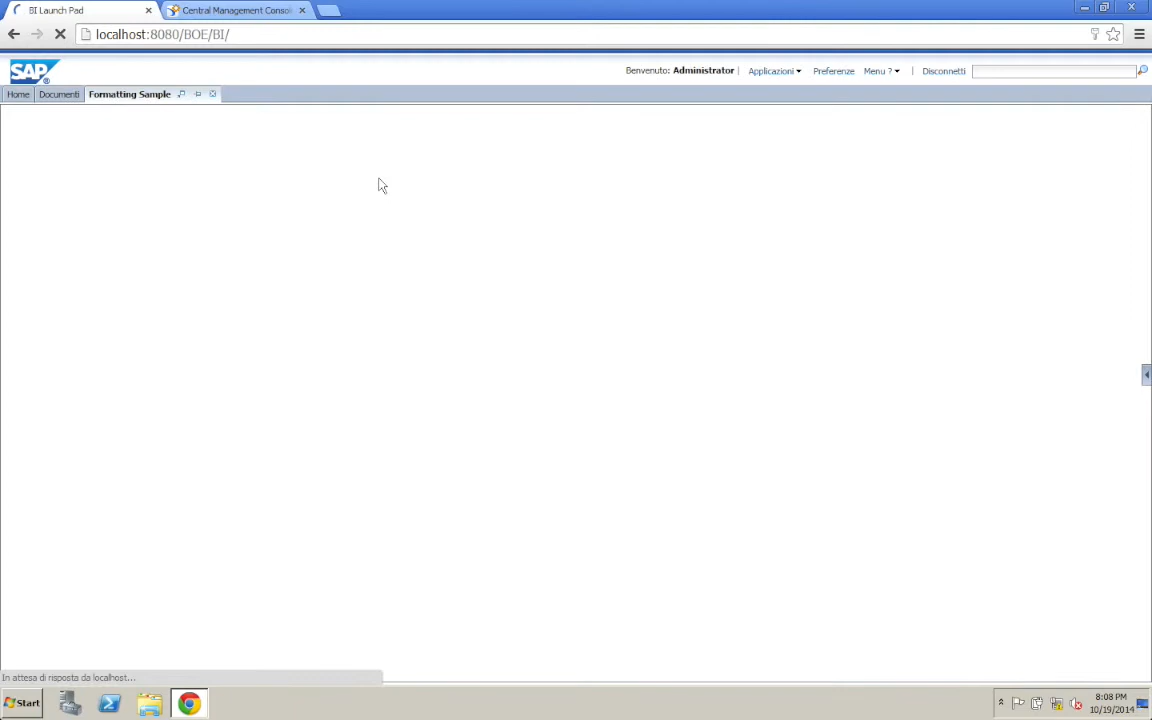 BI Launch Pad
Central Management Consol
localhost:8080/BOE/BI/
SAP
Benvenuto: Administrator | Applicazioni Preferenze Menu ? | Disconnetti
Home Documenti Formatting Sample
In attesa di risposta da localhost...
Start
8:08 PM
10/19/2014